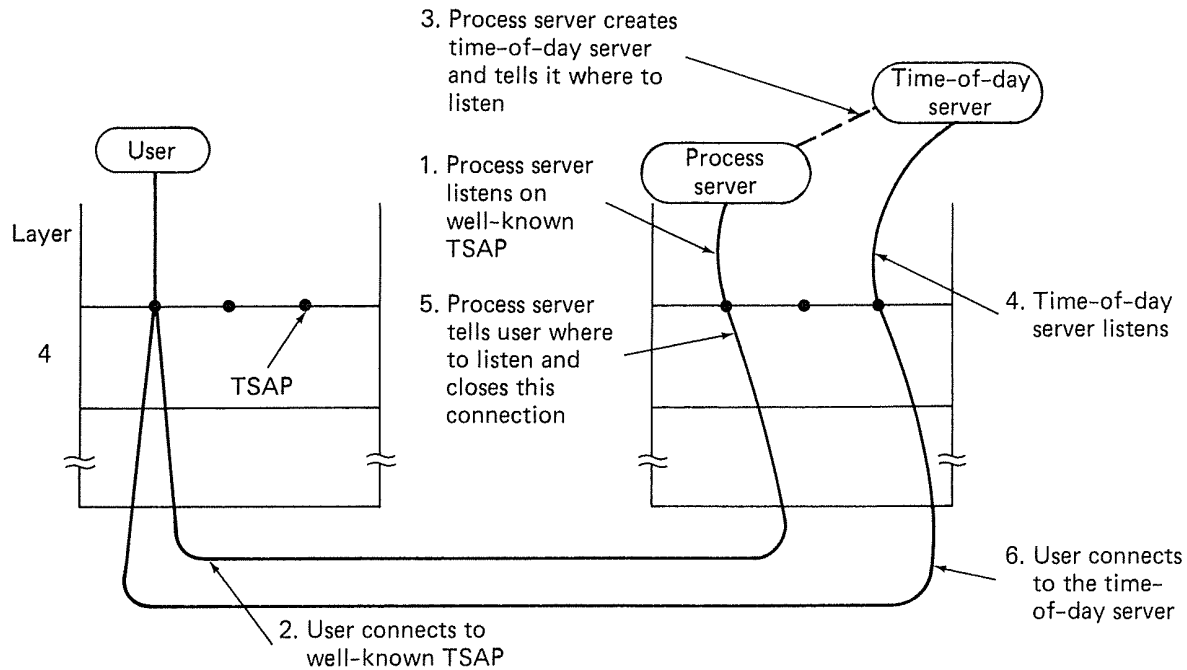 3. Process server creates
time-of-day server
and tells it where to
listen
Time-of-day
server
User
Process
server
1. Process server
listens on
well-known
TSAP
Layer
4
TSAP
5. Process server
tells user where
to listen and
closes this
connection
4. Time-of-day
server listens
6. User connects
to the time-
of-day server
2. User connects to
well-known TSAP